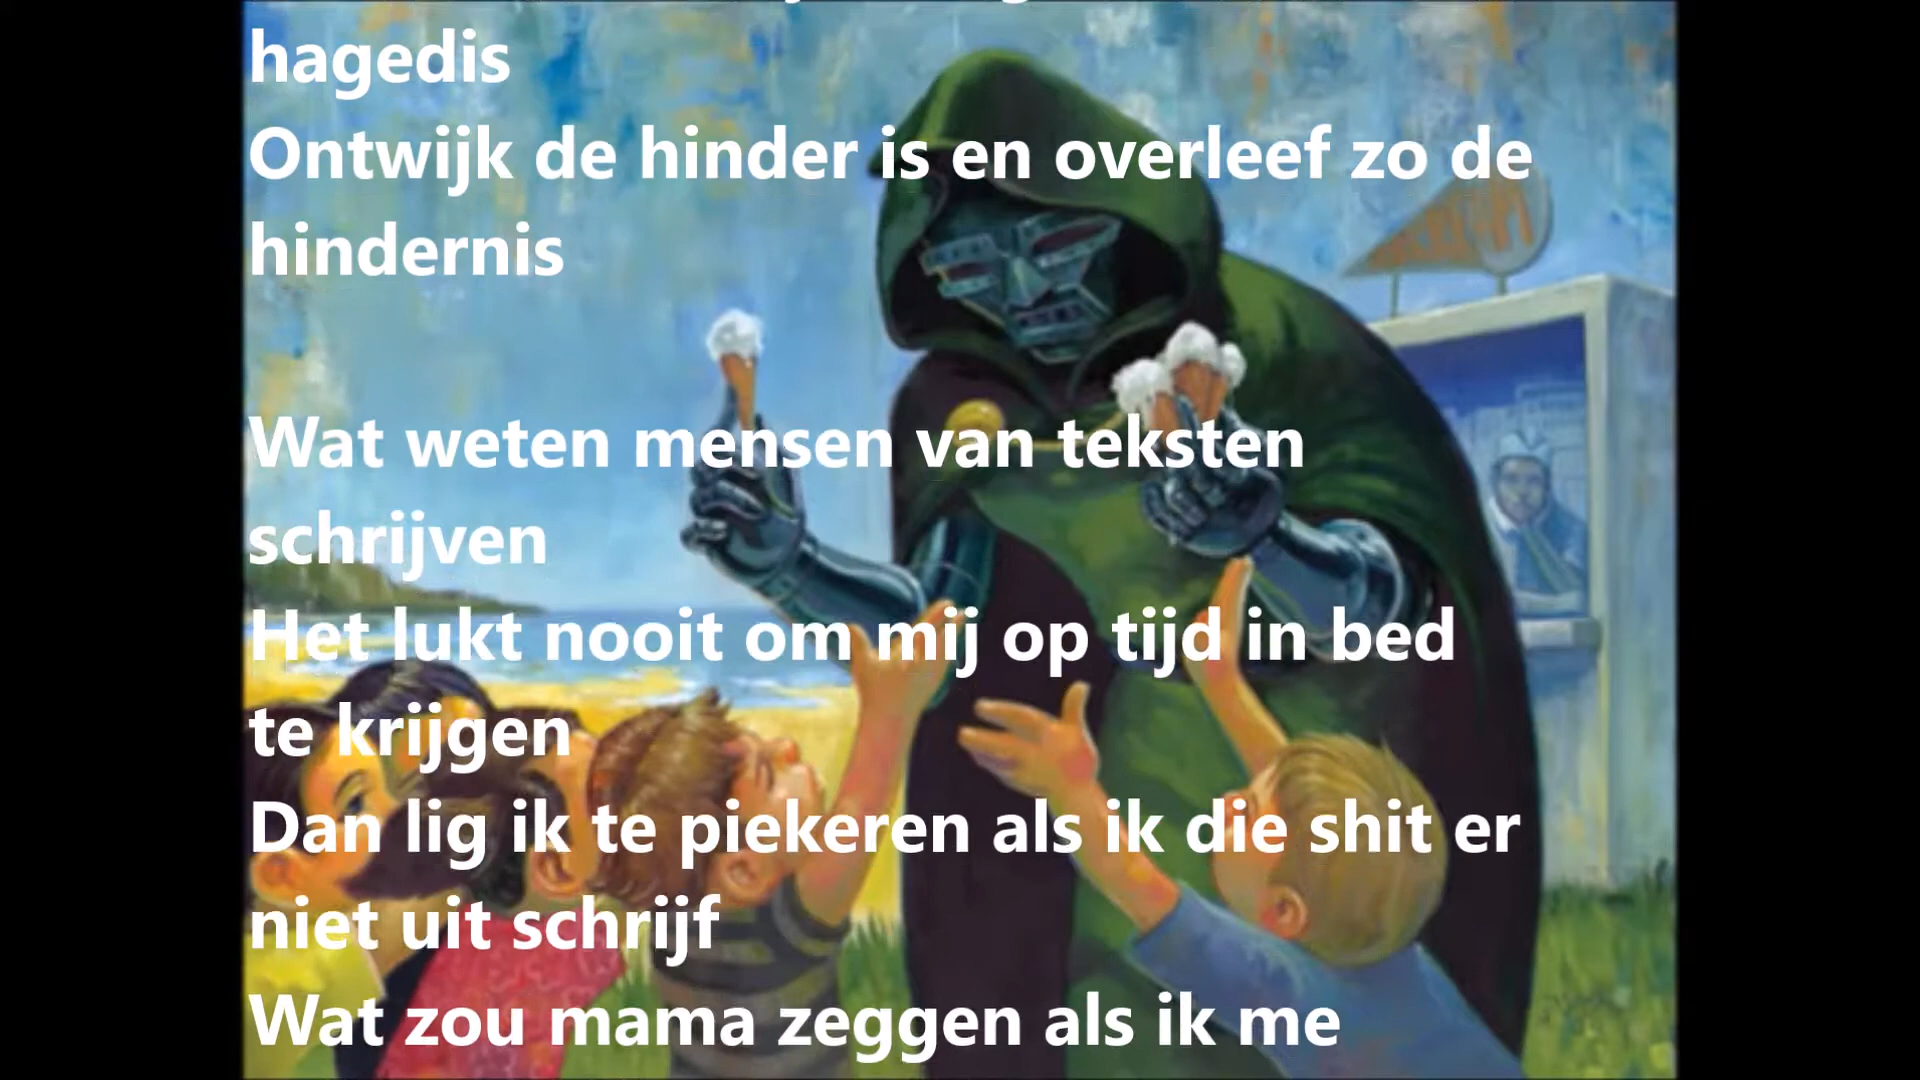 hagedis
Ontwijk de hinder is en overleef zo de
hindernis
Wat weten mensen van teksten
schrijven
Het lukt nooit om mij op tijd in bed
te krijgen
Dan lig ik te piekeren als ik die shit er
niet uit schrijf
Wat zou mama zeggen als ik me